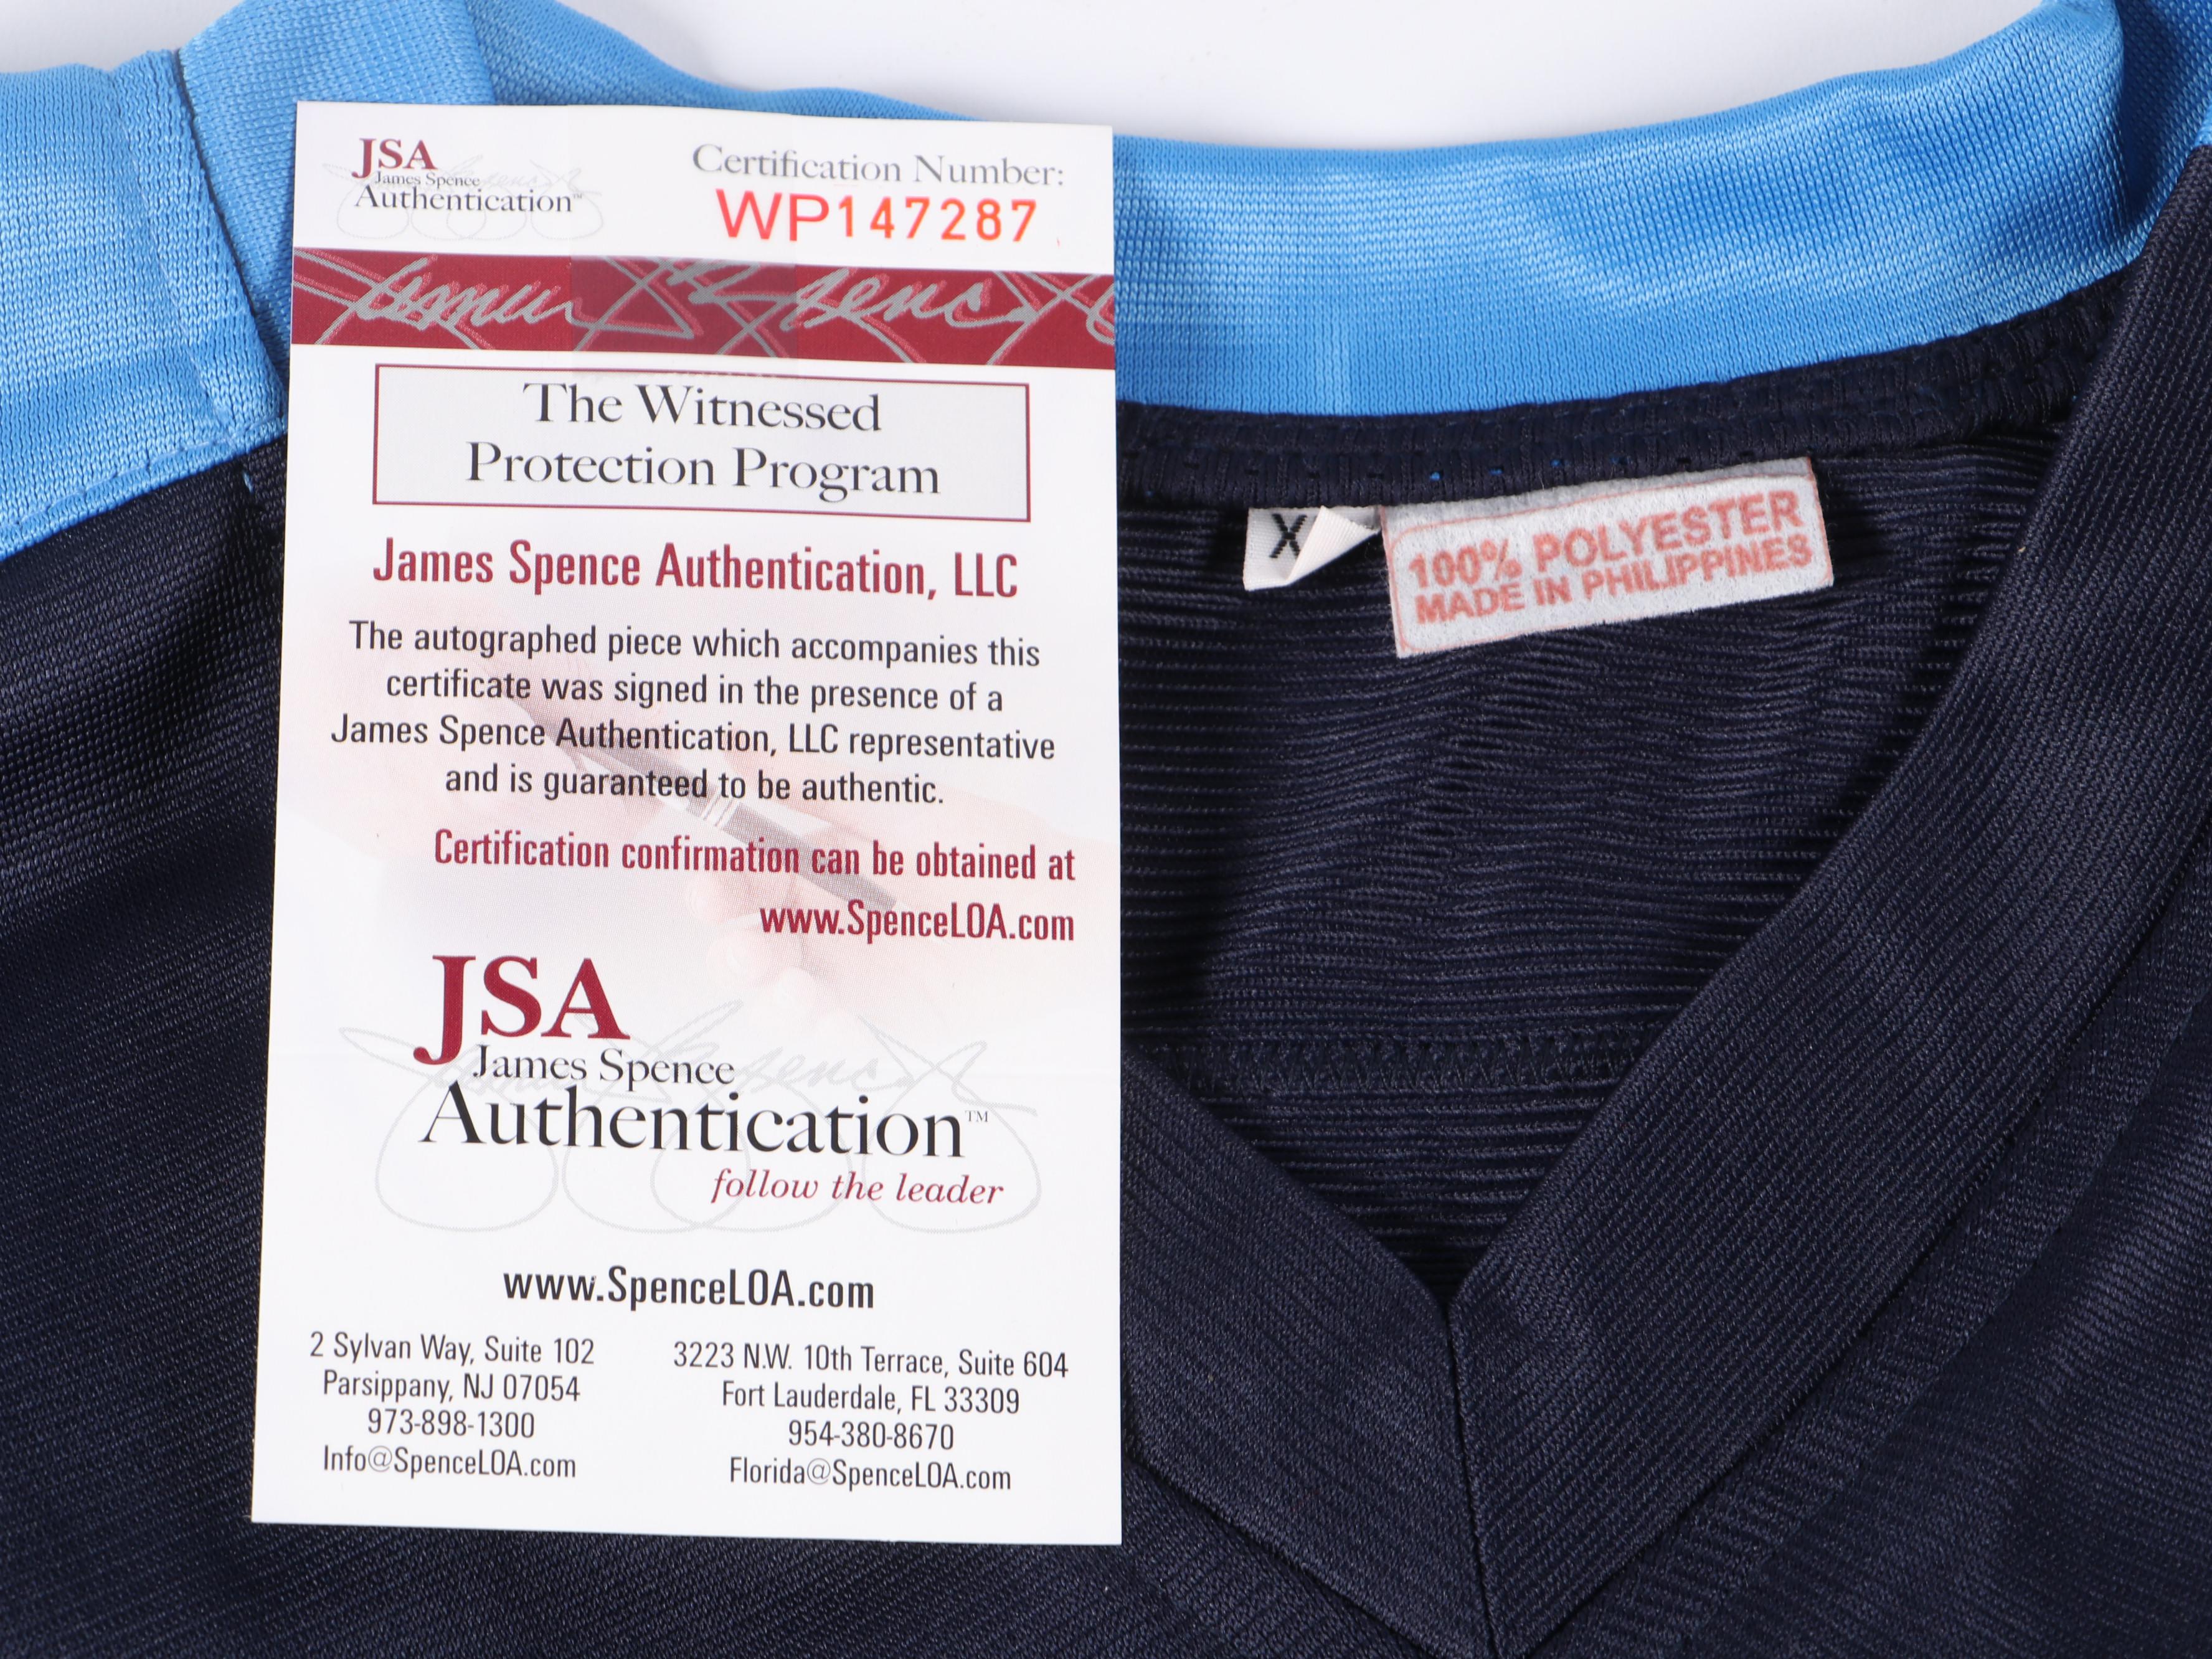 JSA
James Spence
Authentication™
Certification Number:
WP147287
James Spence
The Witnessed
Protection Program
James Spence Authentication, LLC
The autographed piece which accompanies this
certificate was signed in the presence of a
James Spence Authentication, LLC representative
and is guaranteed to be authentic.
Certification confirmation can be obtained at
www.SpenceLOA.com
JSA
James Spence
Authentication™
follow the leader
www.SpenceLOA.com
2 Sylvan Way, Suite 102
Parsippany, NJ 07054
973-898-1300
Info@SpenceLOA.com
3223 N.W. 10th Terrace, Suite 604
Fort Lauderdale, FL 33309
954-380-8670
Florida@SpenceLOA.com
X
100% POLYESTER
MADE IN PHILIPPINES